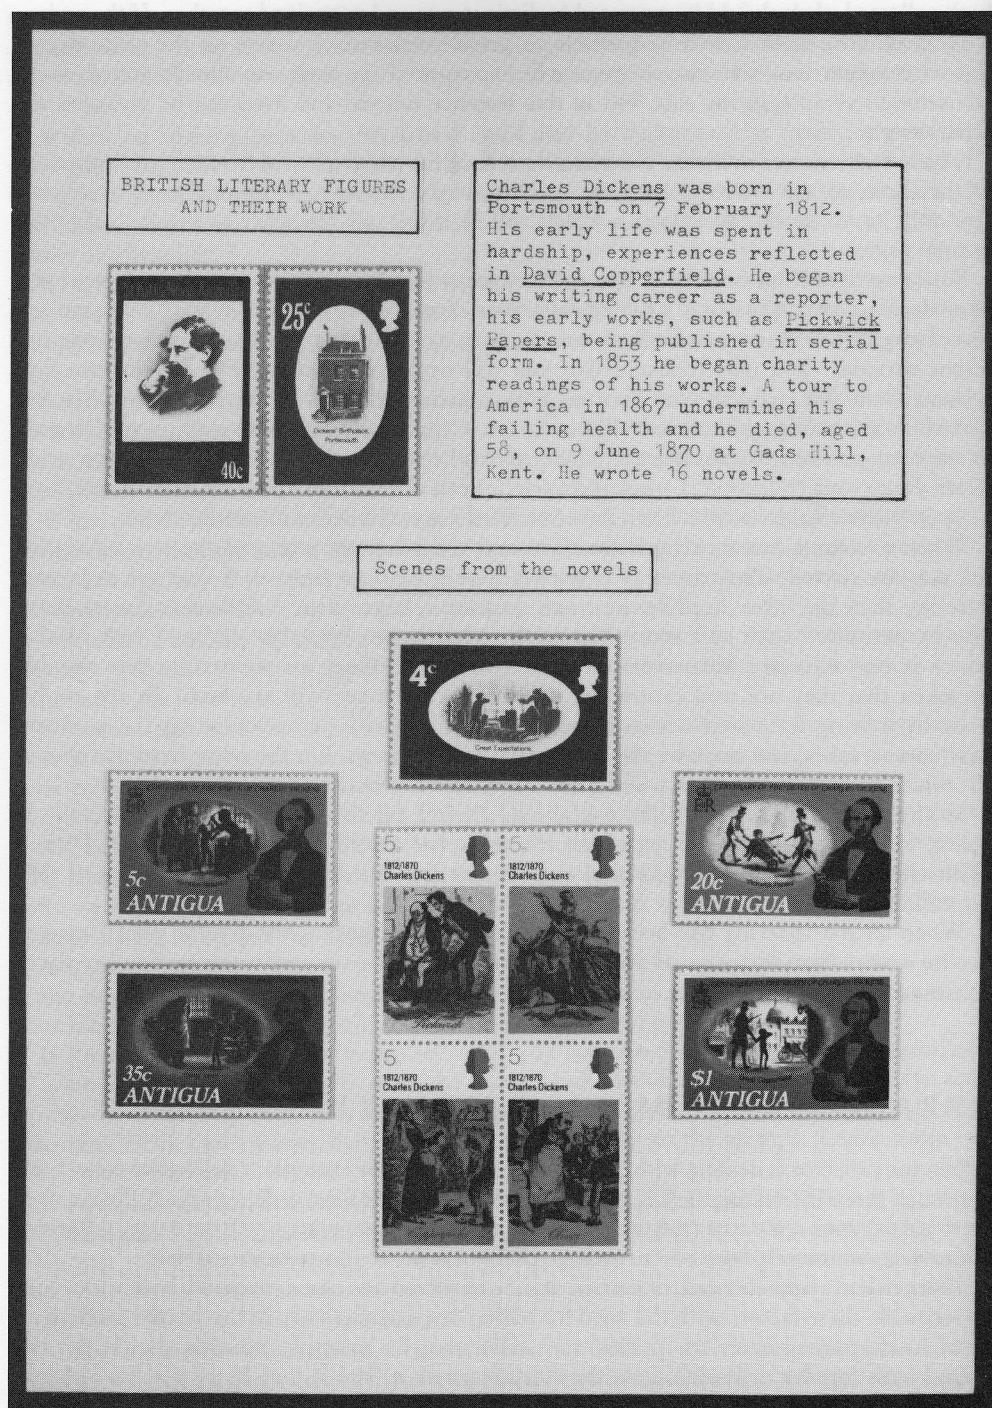 BRITISH LITERARY FIGURES
AND THEIR WORK
Charles Dickens was born in
Portsmouth on 7 February 1812.
His early life was spent in
hardship, experiences reflected
in David Copperfield. He began
his writing career as a reporter,
his early works, such as Pickwick
Papers, being published in serial
form. In 1853 he began charity
readings of his works. A tour to
America in 1867 undermined his
failing health and he died, aged
58, on 9 June 1870 at Gads Hill,
Kent. He wrote 16 novels.
40c
25c
Dickens' Birthplace,
Portsmouth
Scenes from the novels
4c
Great Expectations
5c
ANTIGUA
20c
ANTIGUA
35c
ANTIGUA
$1
ANTIGUA
5
1812/1870
Charles Dickens
Pickwick
5
1812/1870
Charles Dickens
5
1812/1870
Charles Dickens
5
1812/1870
Charles Dickens
Oliver